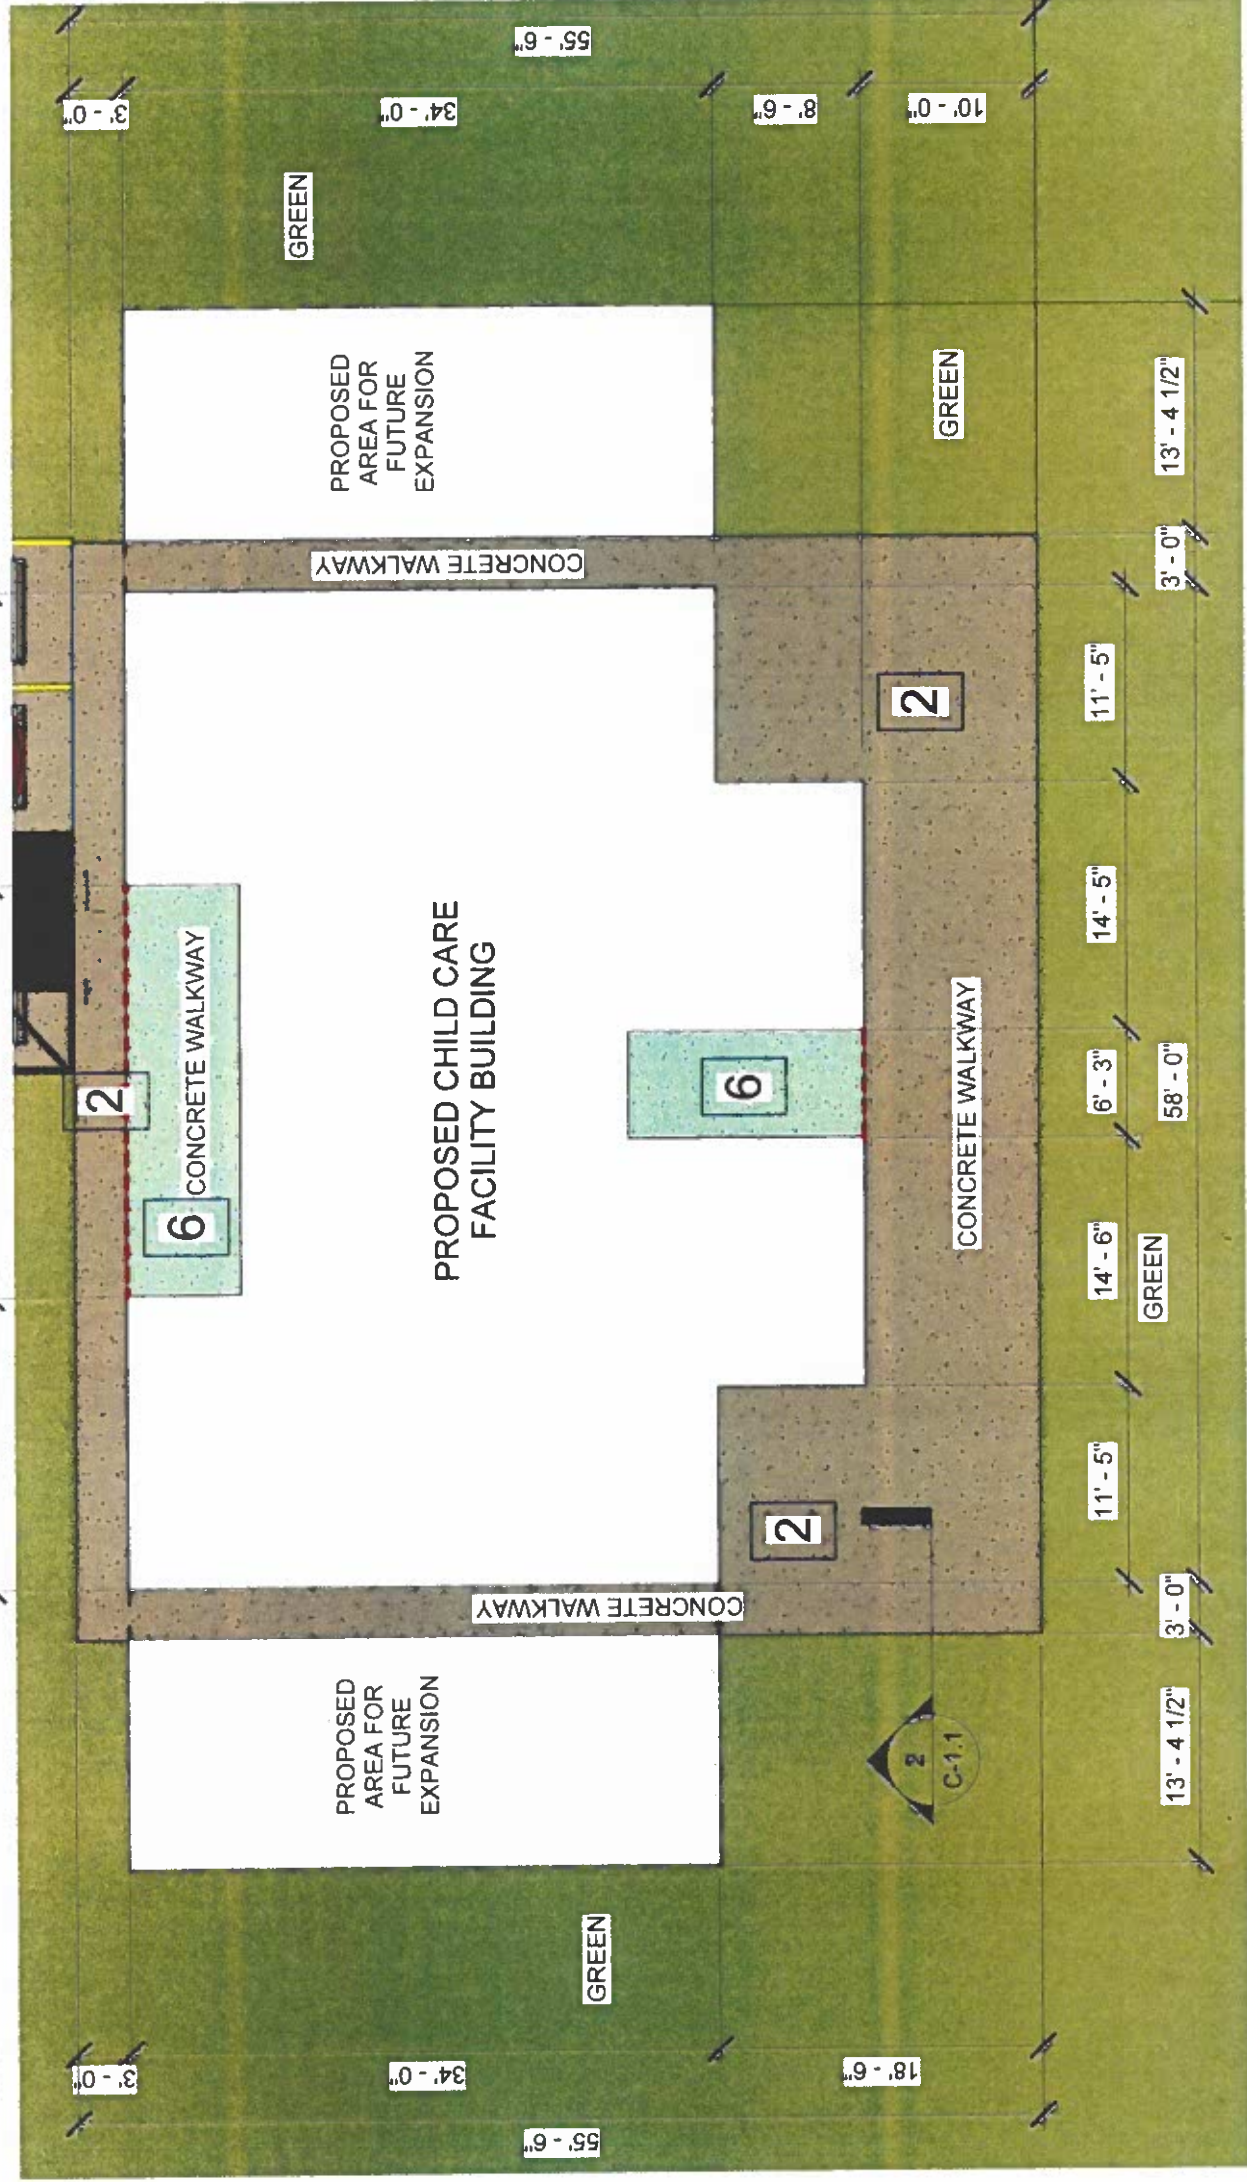 55' - 6"
3' - 0"
34' - 0"
8' - 6"
10' - 0"
GREEN
PROPOSED
AREA FOR
FUTURE
EXPANSION
GREEN
13' - 4 1/2"
3' - 0"
CONCRETE WALKWAY
11' - 5"
2
14' - 5"
CONCRETE WALKWAY
6
2
PROPOSED CHILD CARE
FACILITY BUILDING
6
CONCRETE WALKWAY
6' - 3"
58' - 0"
14' - 6"
GREEN
11' - 5"
2
CONCRETE WALKWAY
3' - 0"
PROPOSED
AREA FOR
FUTURE
EXPANSION
2
C-1.1
13' - 4 1/2"
GREEN
3' - 0"
34' - 0"
18' - 6"
55' - 6"